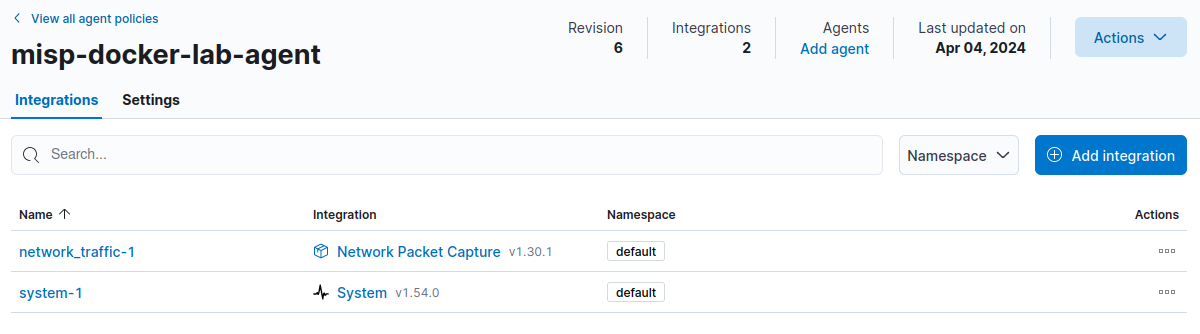 View all agent policies
misp-docker-lab-agent
Revision
6
Integrations
2
Agents
Add agent
Last updated on
Apr 04, 2024
Actions
Integrations Settings
Search...
Namespace
Add integration
Name Integration Namespace Actions
network_traffic-1 Network Packet Capture v1.30.1 default
system-1 System v1.54.0 default